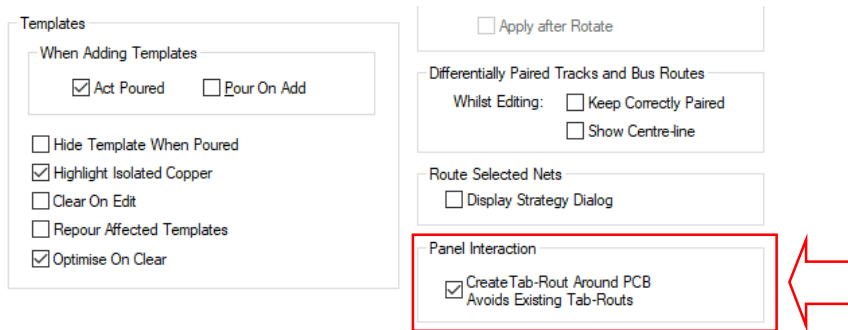 Templates
When Adding Templates
Act Poured
Pour On Add
Hide Template When Poured
Highlight Isolated Copper
Clear On Edit
Repour Affected Templates
Optimise On Clear
Apply after Rotate
Differentially Paired Tracks and Bus Routes
Whilst Editing:
Keep Correctly Paired
Show Centre-line
Route Selected Nets
Display Strategy Dialog
Panel Interaction
Create Tab-Rout Around PCB
Avoids Existing Tab-Routs